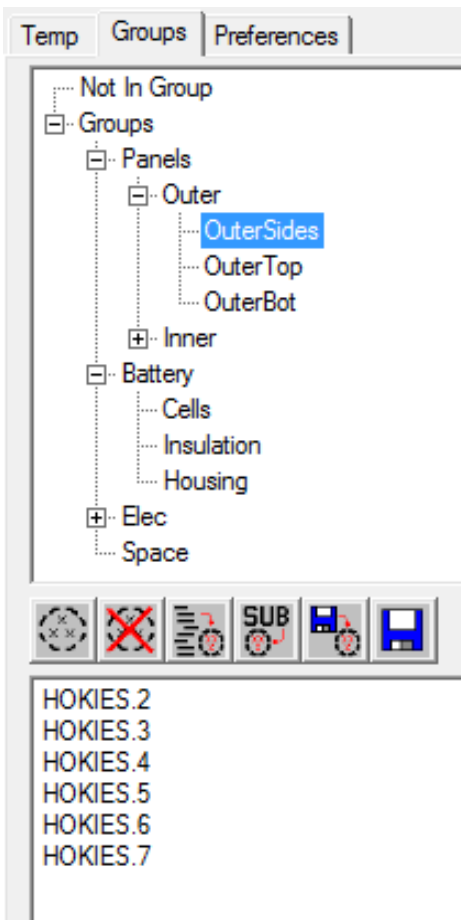 Temp Groups Preferences
Not In Group
Groups
Panels
Outer
OuterSides
OuterTop
OuterBot
Inner
Battery
Cells
Insulation
Housing
Elec
Space
SUB
HOKIES.2
HOKIES.3
HOKIES.4
HOKIES.5
HOKIES.6
HOKIES.7